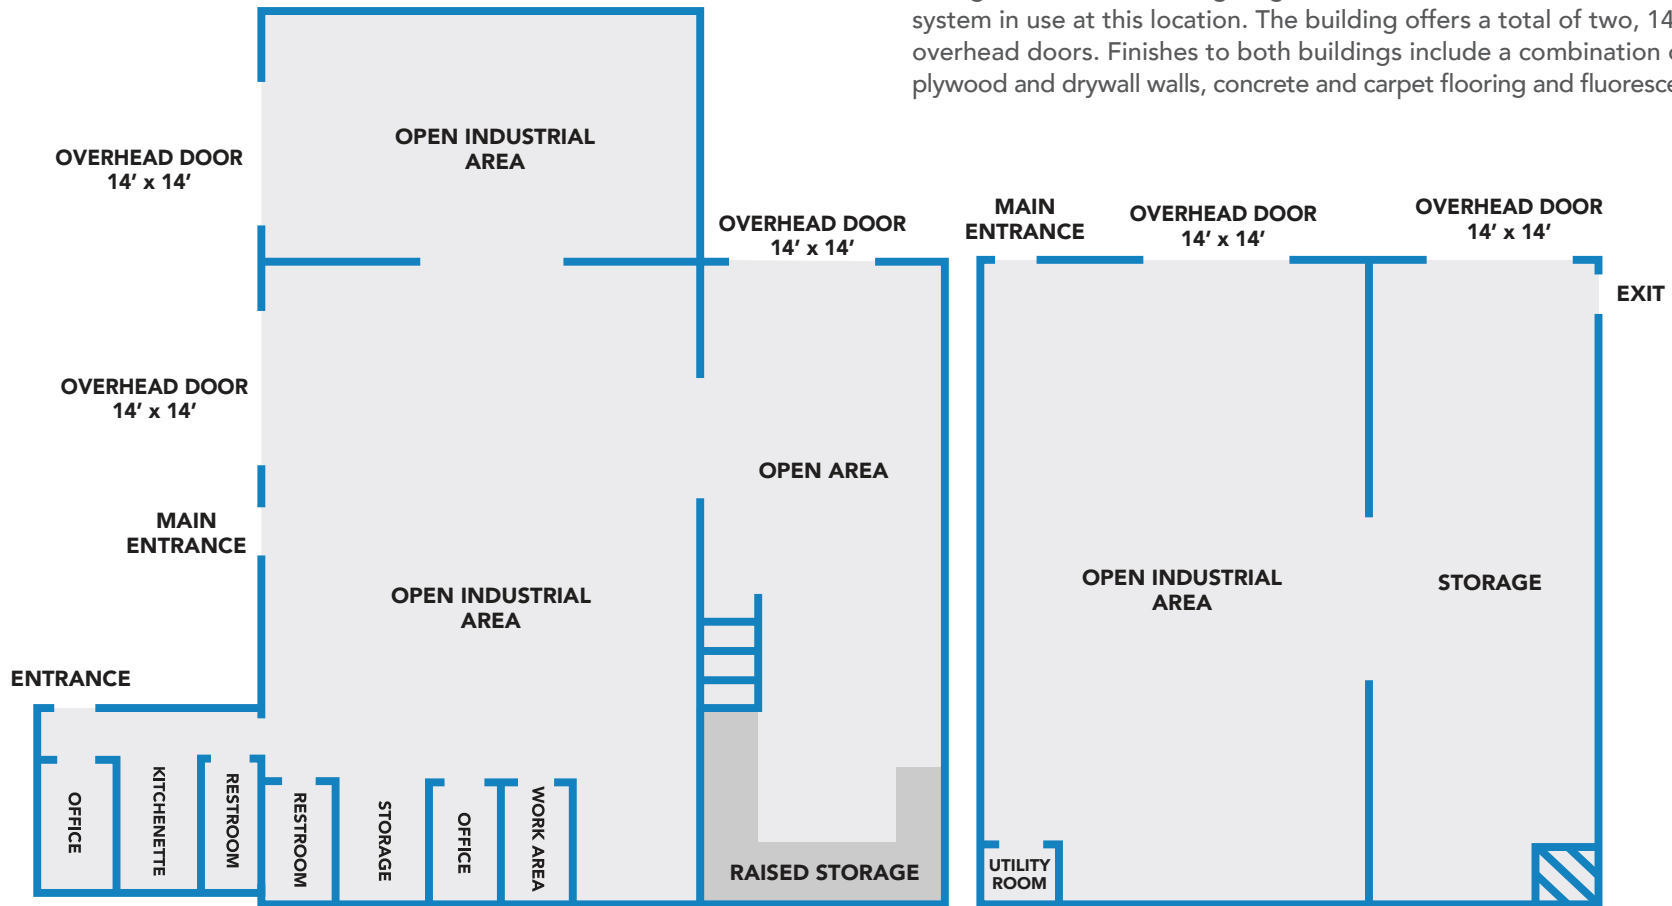 system in use at this location. The building offers a total of two, 14
overhead doors. Finishes to both buildings include a combination
plywood and drywall walls, concrete and carpet flooring and
OPEN INDUSTRIAL
AREA
OVERHEAD DOOR
14’ x 14’
OVERHEAD DOOR
14’ x 14’
MAIN
ENTRANCE
OVERHEAD DOOR
14’ x 14’
OVERHEAD DOOR
14’ x 14’
EXIT
OVERHEAD DOOR
14’ x 14’
OPEN AREA
MAIN
ENTRANCE
OPEN INDUSTRIAL
AREA
OPEN INDUSTRIAL
AREA
STORAGE
ENTRANCE
OFFICE
KITCHENETTE
RESTROOM
RESTROOM
STORAGE
OFFICE
WORK AREA
RAISED STORAGE
UTILITY
ROOM